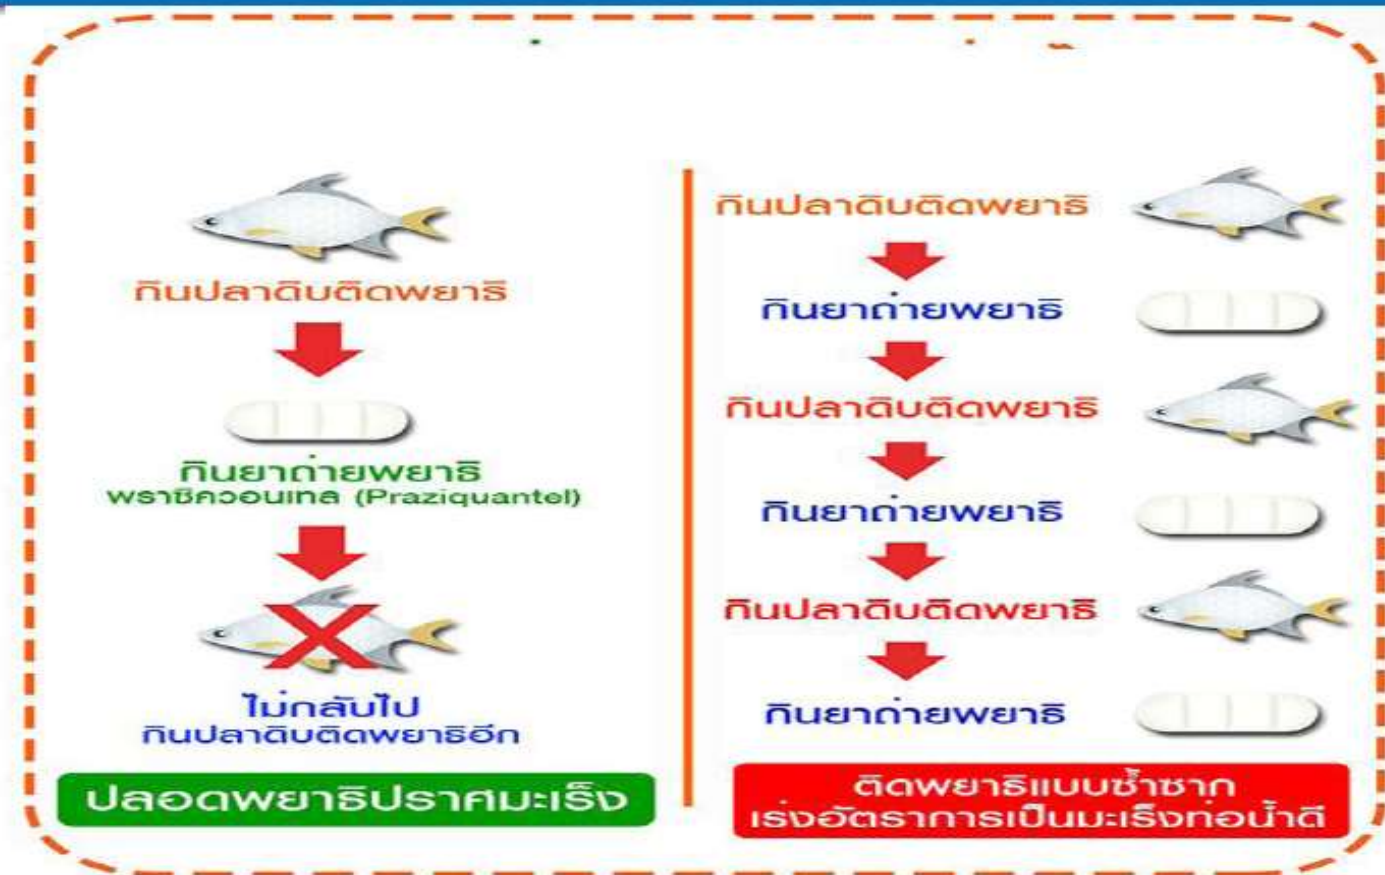 กินปลาดิบติดพยาธิ
กินยาถ่ายพยาธิ
พราซิควอนเทล (Praziquantel)
ไม่กลับไป
กินปลาดิบติดพยาธิอีก
ปลอดพยาธิปราศมะเร็ง
กินปลาดิบติดพยาธิ
กินยาถ่ายพยาธิ
กินปลาดิบติดพยาธิ
กินยาถ่ายพยาธิ
กินปลาดิบติดพยาธิ
กินยาถ่ายพยาธิ
ติดพยาธิแบบซ้ำซาก
เร่งอัตราการเป็นมะเร็งท่อน้ำดี